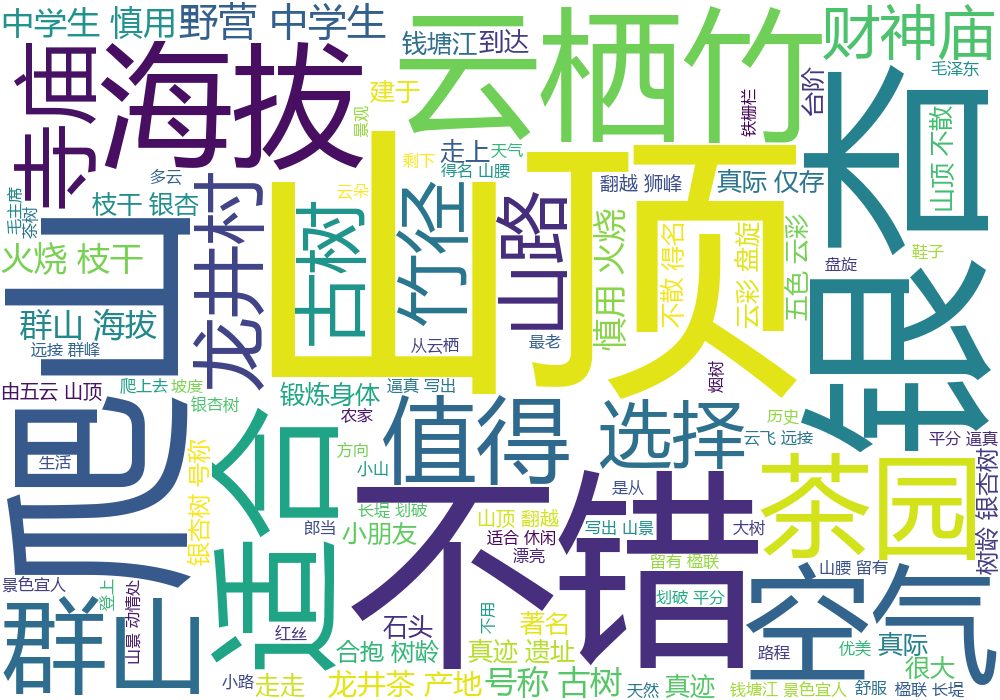 中学生 慎用
野营 中学生
钱塘江
到达
云栖竹
财神庙
毛泽东
寺庙
海拔
建于
景观
铁栅栏
台阶
走上
天气
剩下
得名 山腰
多云
云朵
翻越 狮峰
真际 仅存
山顶 不散
银杏
毛主席
茶树
枝干 银杏
龙井村
古树
山顶
竹径
山路
慎用 火烧
不散 得名
云彩 盘旋
五色 云彩
盘旋
鞋子
火烧 枝干
爬山
群山 海拔
远接 群峰
从云栖
最老
由五云 山顶
爬上去
坡度
锻炼身体
逼真 写出
烟树
银杏树
农家
值得
选择
历史
云飞 远接
平分 逼真
生活
银杏树 号称
适合
方向
小山
不错
是从
茶园
树龄 银杏树
长堤 划破
郎当
小朋友
山顶 翻越
写出 山景
大树
适合 休闲
漂亮
留有 楹联
空气
山腰 留有
景色宜人
登上
山景 动情处
群山
划破 平分
红丝
石头
不用
著名
合抱 树龄
真迹 遗址
路程
优美
真际
很大
小路
走走
龙井茶 产地
号称 古树
天然
真迹
钱塘江 景色宜人
舒服
楹联 长堤